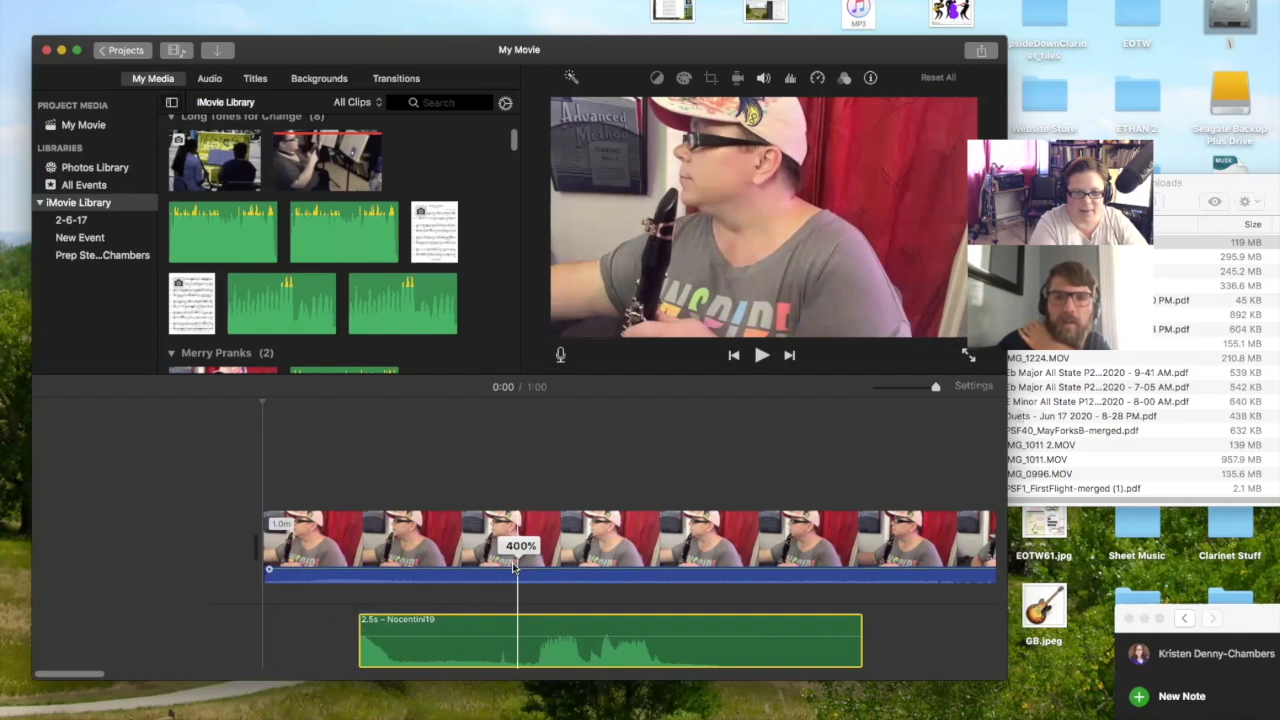 Projects
My Movie
My Media Audio Titles Backgrounds Transitions
Reset All
PROJECT MEDIA
My Movie
LIBRARIES
Photos Library
All Events
iMovie Library
2-6-17
New Event
Prep Ste...Chambers
iMovie Library All Clips Search
Long Tones for Change (8)
Merry Pranks (2)
Advanced
Method
0:00 / 1:00
Settings
1.0m
400%
2.5s – Nocentini19
MP3
EOTW
Website Store
ETHAN 2
Seagate Backup
Plus Drive
MUSX
Size
119 MB
295.9 MB
245.2 MB
336.6 MB
PM.pdf 45 KB
892 KB
PM.pdf 604 KB
155.1 MB
MG_1224.MOV 210.8 MB
Eb Major All State P2...2020 - 9-41 AM.pdf 539 KB
Eb Major All State P2...2020 - 7-05 AM.pdf 542 KB
E Minor All State P12...2020 - 8-00 AM.pdf 640 KB
Duets - Jun 17 2020 - 8-28 PM.pdf 438 KB
PSF40_MayForksB-merged.pdf 632 KB
MG_1011 2.MOV 139 MB
MG_1011.MOV 957.9 MB
MG_0996.MOV 135.6 MB
PSF1_FirstFlight-merged (1).pdf 2.1 MB
EOTW61.jpg
Sheet Music
Clarinet Stuff
GB.jpeg
Kristen Denny-Chambers
New Note